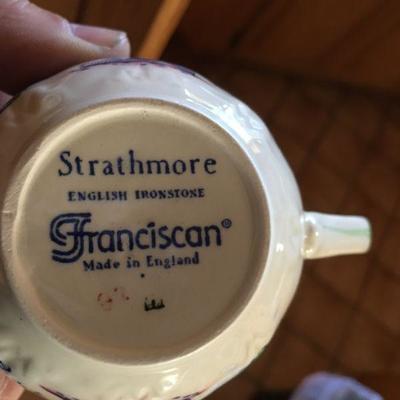 Strathmore
ENGLISH IRONSTONE
Franciscan®
Made in England